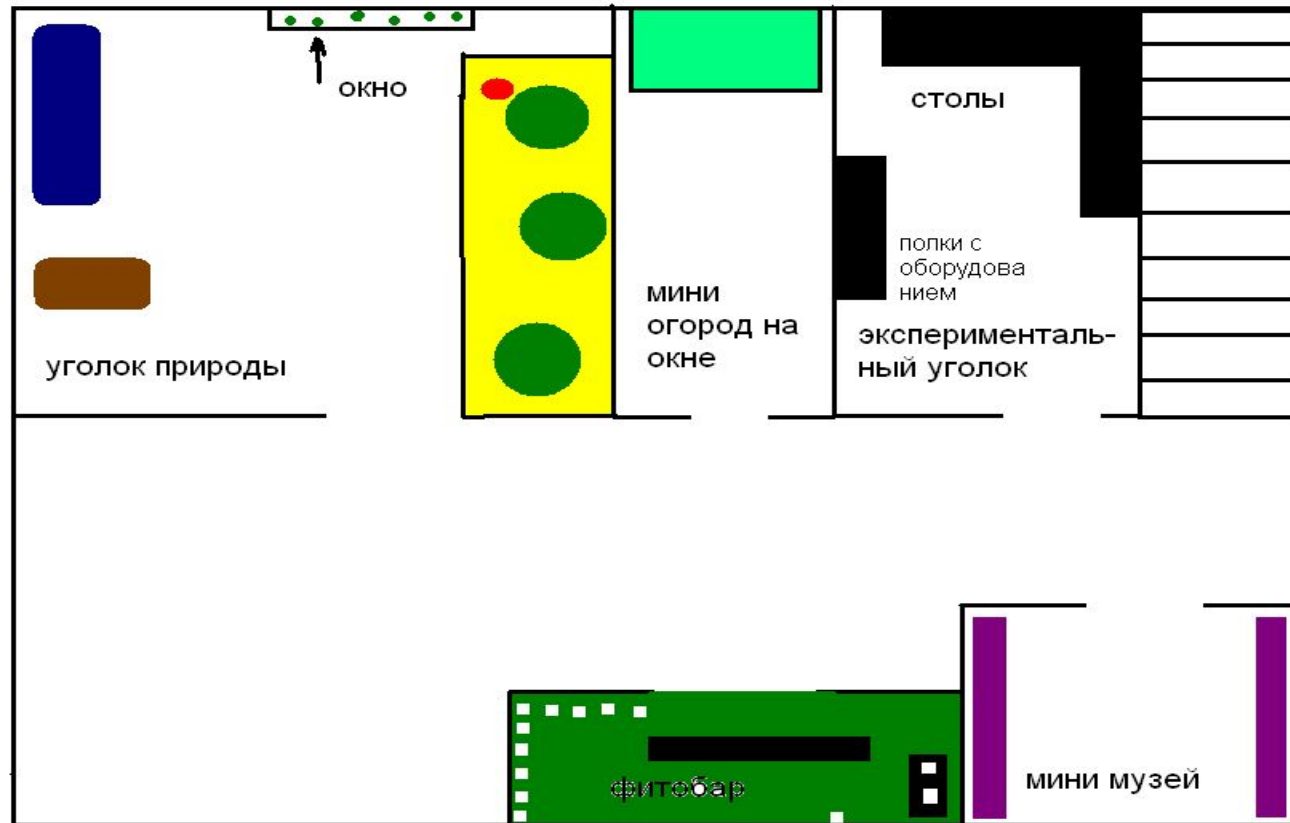 окно
столы
полки с
оборудова
нием
мини
огород на
окне
эксперименталь-
ный уголок
уголок природы
фитобар
мини музей